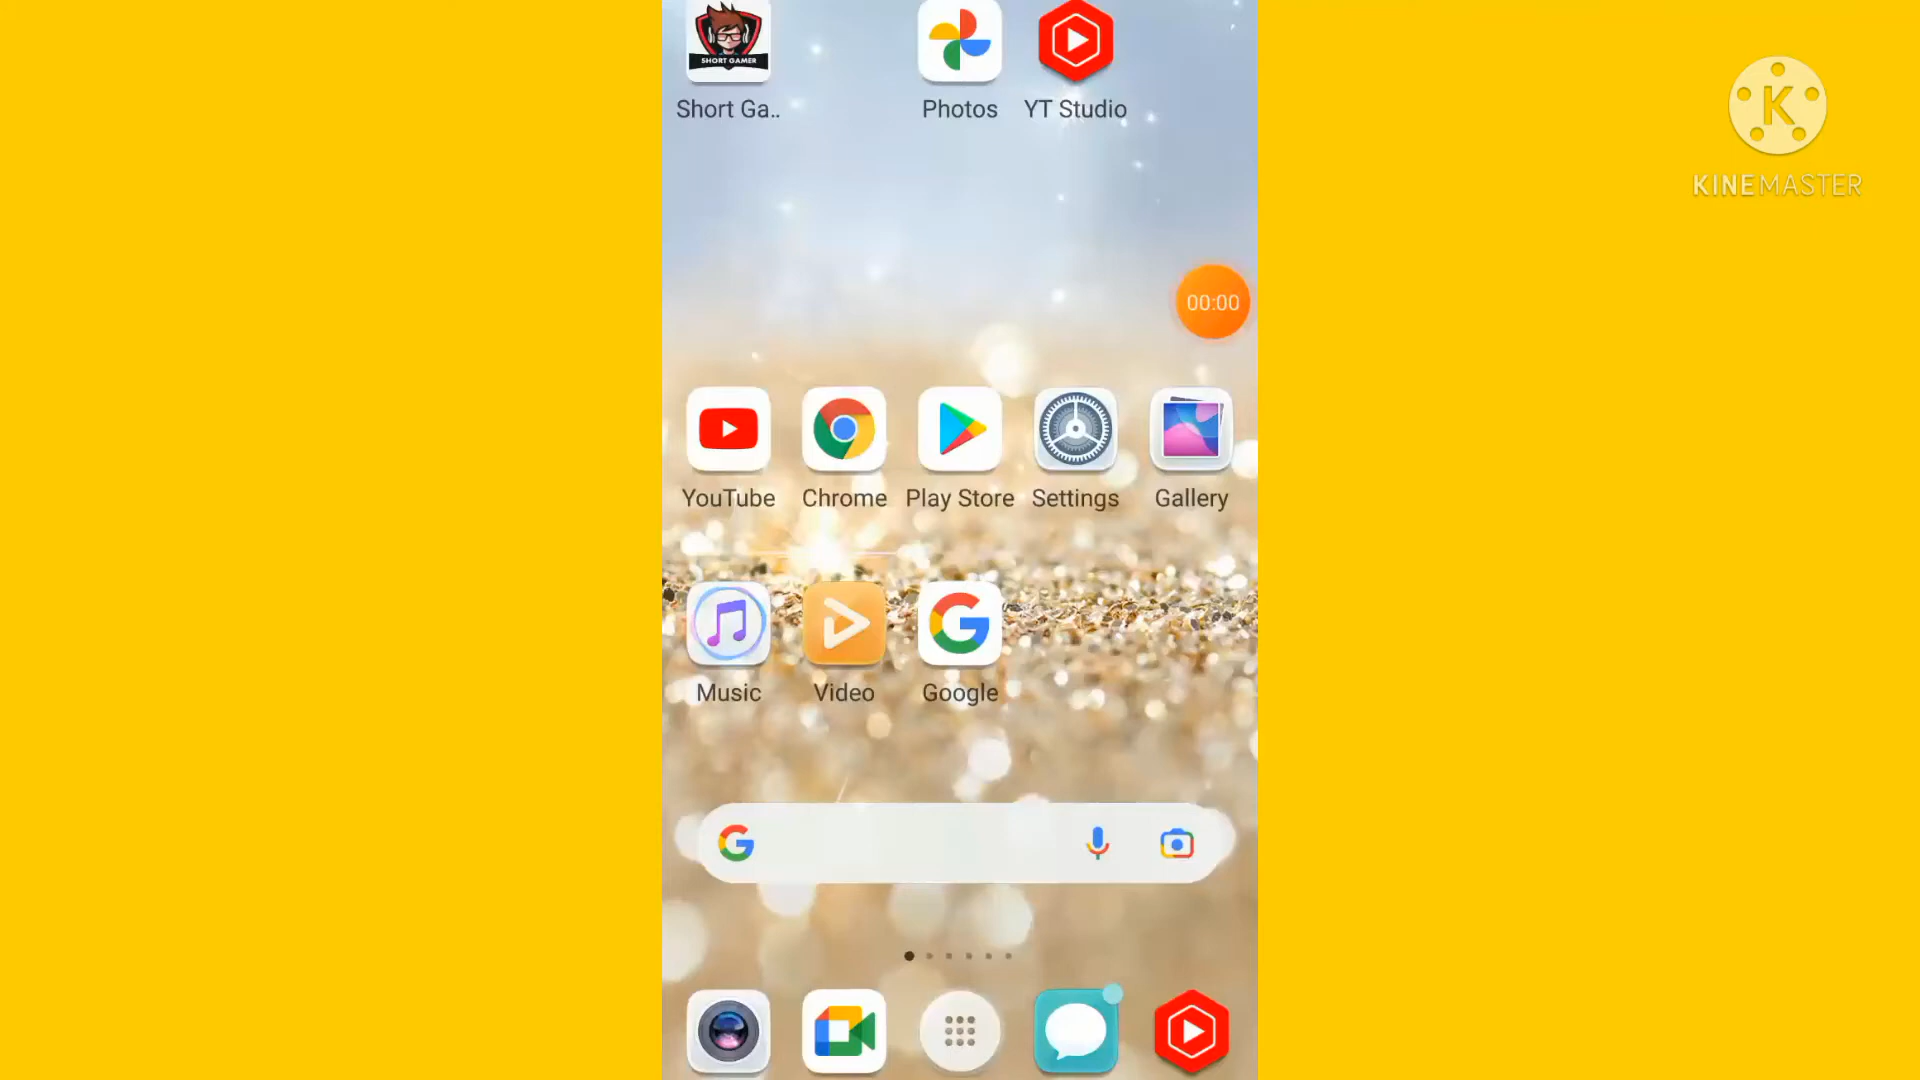 SHORT GAMER
Short Ga..
Photos
YT Studio
KINEMASTER
00:00
YouTube
Chrome
Play Store
Settings
Gallery
Music
Video
Google